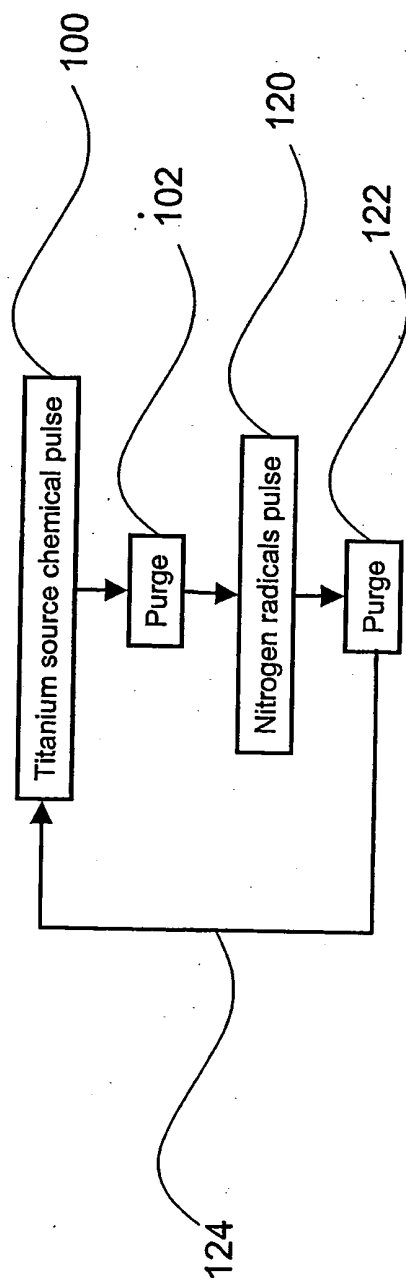 Titanium source chemical pulse
100
Purge
102
Nitrogen radicals pulse
120
Purge
122
124